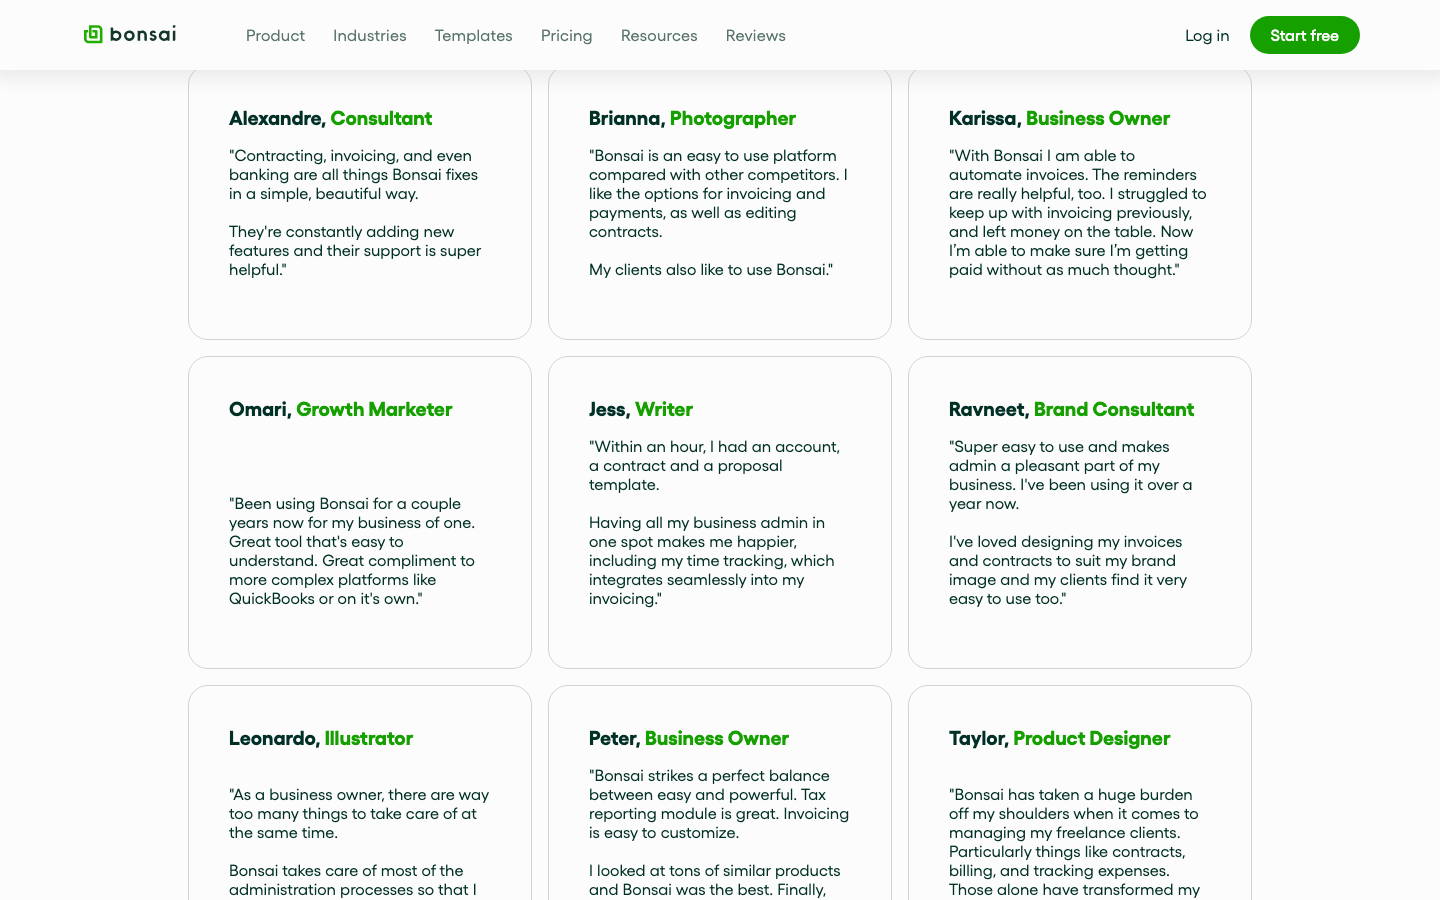 bonsai
Product Industries Templates Pricing Resources Reviews
Log in
Start free
Alexandre, Consultant
"Contracting, invoicing, and even
banking are all things Bonsai fixes
in a simple, beautiful way.
They're constantly adding new
features and their support is super
helpful."
Brianna, Photographer
"Bonsai is an easy to use platform
compared with other competitors. I
like the options for invoicing and
payments, as well as editing
contracts.
My clients also like to use Bonsai."
Karissa, Business Owner
"With Bonsai I am able to
automate invoices. The reminders
are really helpful, too. I struggled to
keep up with invoicing previously,
and left money on the table. Now
I’m able to make sure I’m getting
paid without as much thought."
Omari, Growth Marketer
"Been using Bonsai for a couple
years now for my business of one.
Great tool that's easy to
understand. Great compliment to
more complex platforms like
QuickBooks or on it's own."
Jess, Writer
"Within an hour, I had an account,
a contract and a proposal
template.
Having all my business admin in
one spot makes me happier,
including my time tracking, which
integrates seamlessly into my
invoicing."
Ravneet, Brand Consultant
"Super easy to use and makes
admin a pleasant part of my
business. I've been using it over a
year now.
I've loved designing my invoices
and contracts to suit my brand
image and my clients find it very
easy to use too."
Leonardo, Illustrator
"As a business owner, there are way
too many things to take care of at
the same time.
Bonsai takes care of most of the
administration processes so that I
Peter, Business Owner
"Bonsai strikes a perfect balance
between easy and powerful. Tax
reporting module is great. Invoicing
is easy to customize.
I looked at tons of similar products
and Bonsai was the best. Finally,
Taylor, Product Designer
"Bonsai has taken a huge burden
off my shoulders when it comes to
managing my freelance clients.
Particularly things like contracts,
billing, and tracking expenses.
Those alone have transformed my